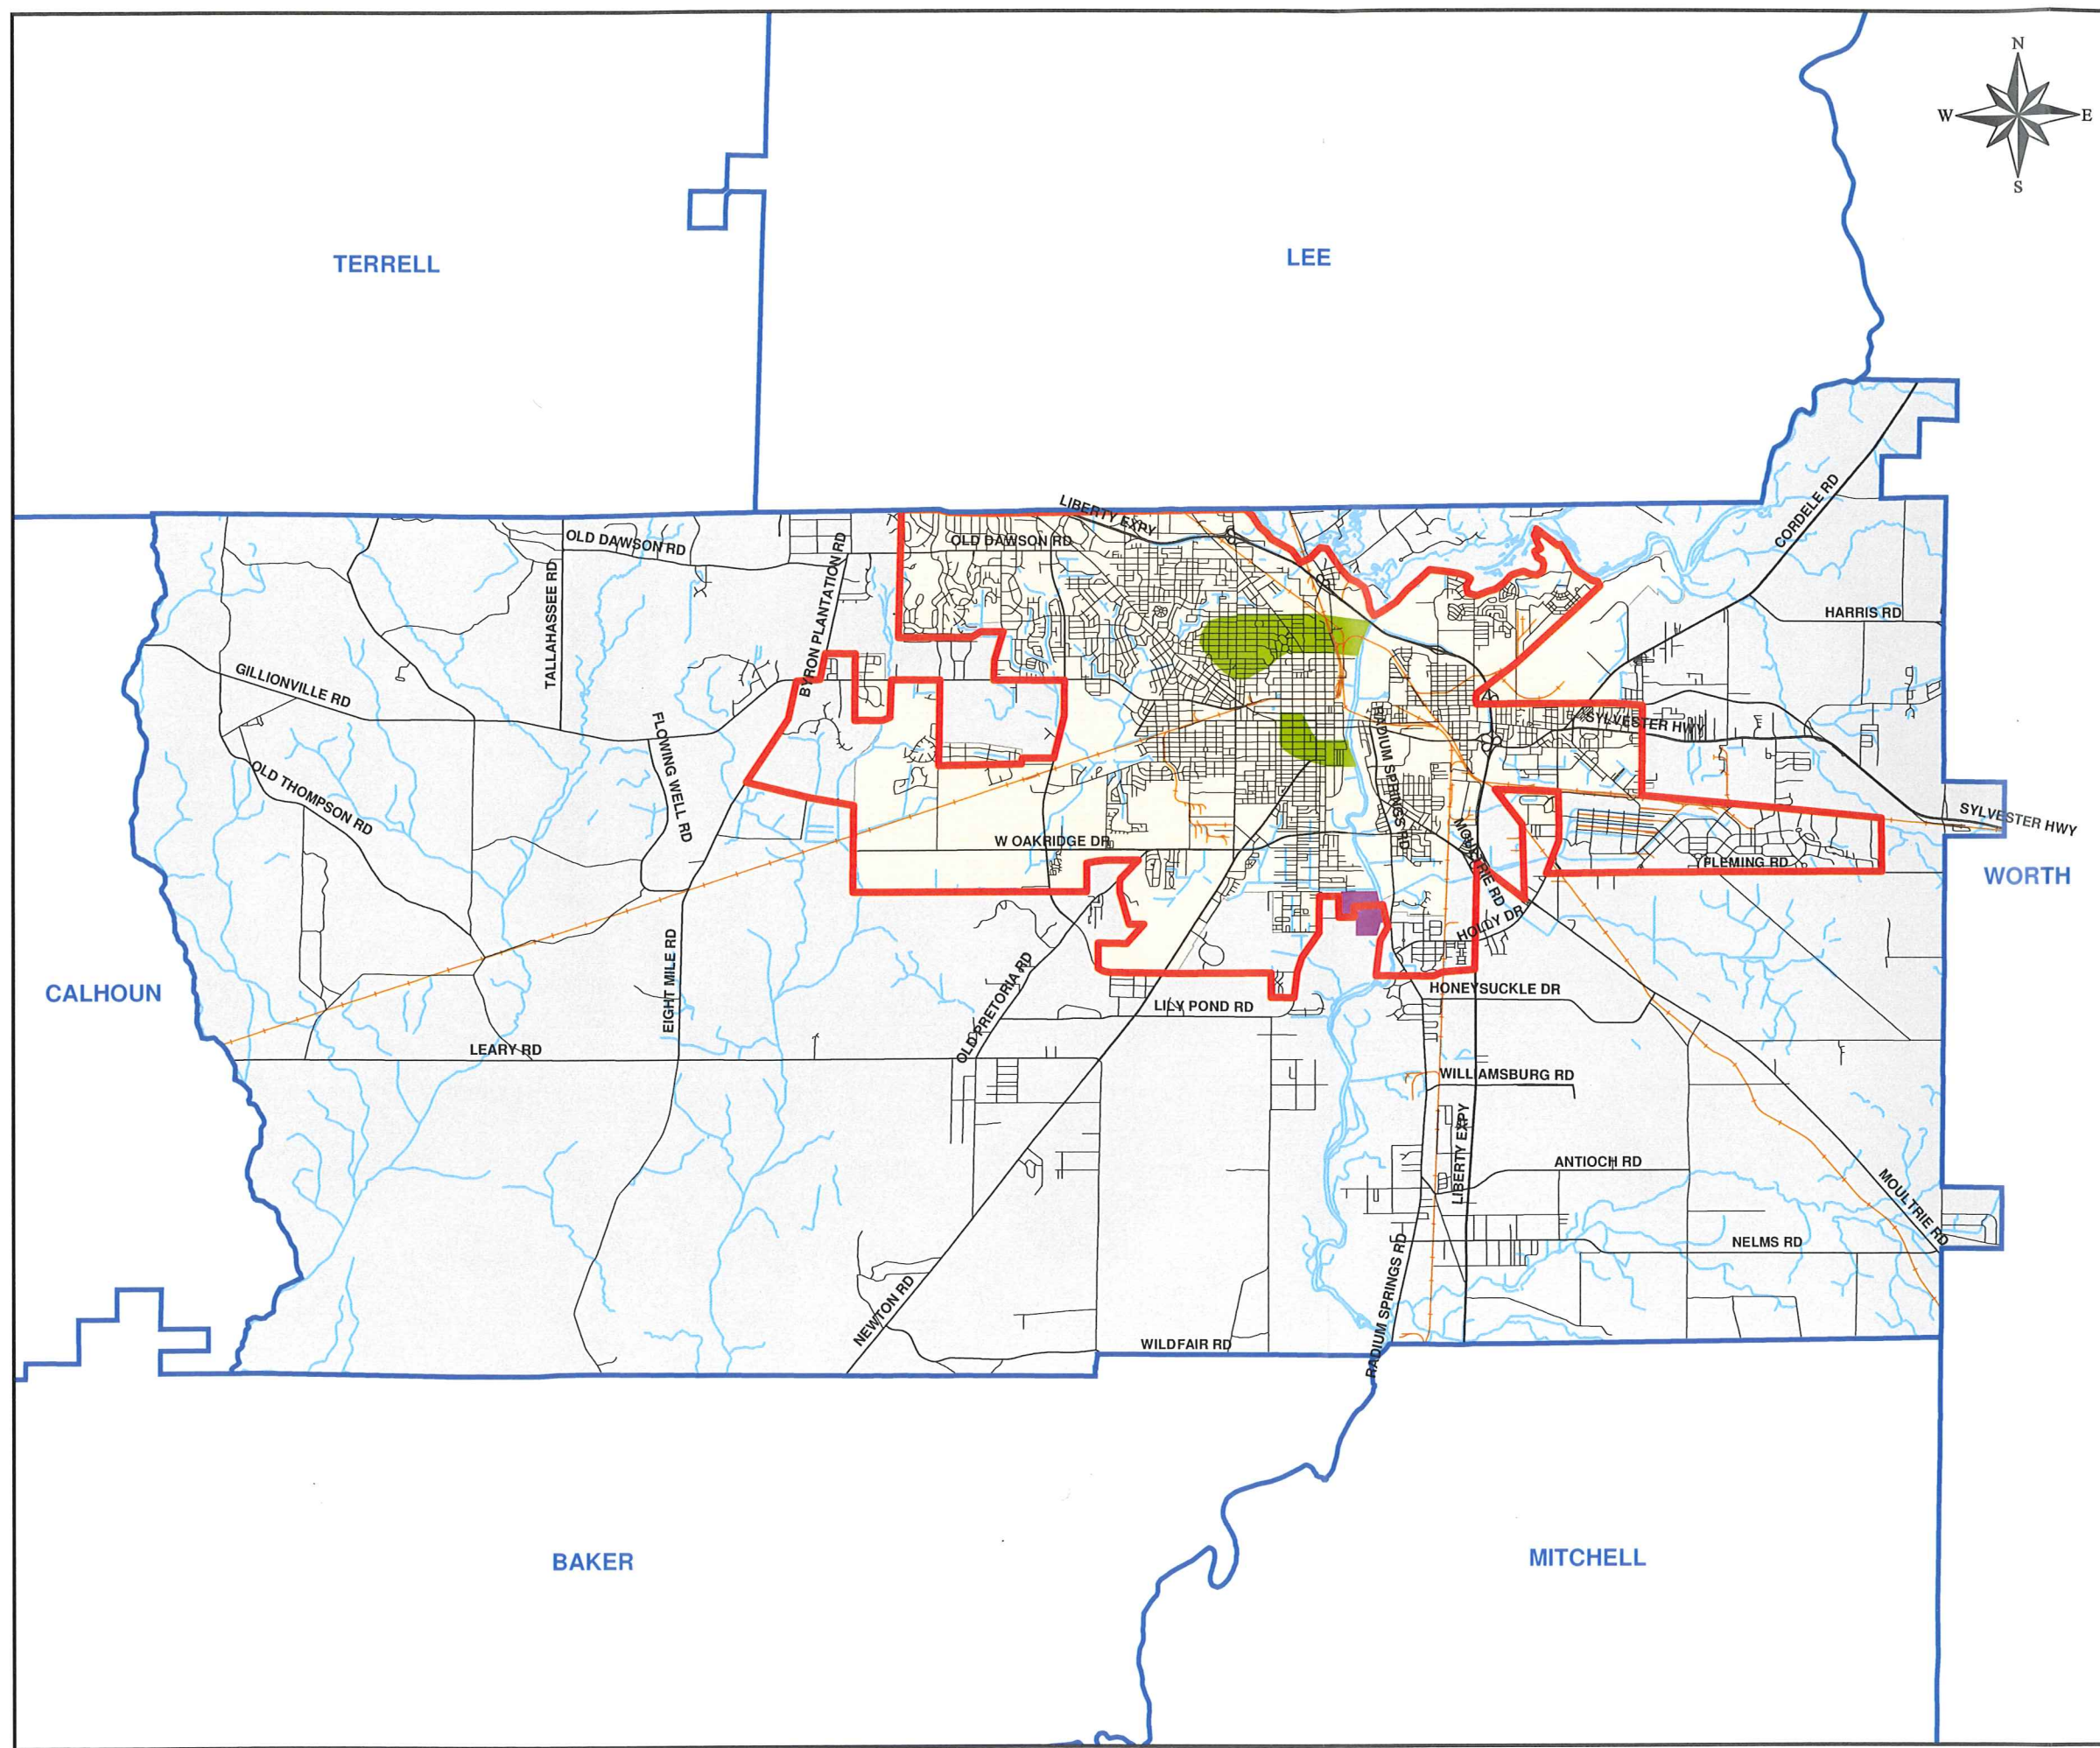 N
W
E
S
TERRELL
LEE
LIBERTY EXPY
OLD DAWSON RD
OLD DAWSON RD
CORDELE RD
TALLAHASSEE RD
BYRON PLANTATION RD
HARRIS RD
GILLIONVILLE RD
FLOWING WELL RD
RADIUM SPRINGS RD
SYLVESTER HWY
OLD THOMPSON RD
SYLVESTER HWY
W OAKRIDGE DR
MOULTRIE RD
FLEMING RD
WORTH
HOLLY DR
CALHOUN
EIGHT MILE RD
OLD PRETORIA RD
HONEYSUCKLE DR
LILY POND RD
LEARY RD
WILLIAMSBURG RD
LIBERTY EXPY
ANTIOCH RD
MOULTRIE RD
NELMS RD
NEWTON RD
RADIUM SPRINGS RD
WILDFAIR RD
BAKER
MITCHELL